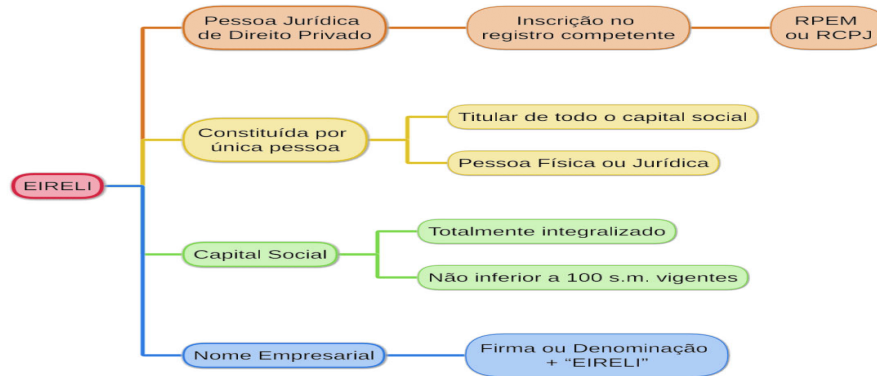 EIRELI
Pessoa Jurídica
de Direito Privado
Inscrição no
registro competente
RPEM
ou RCPJ
Constituída por
única pessoa
Titular de todo o capital social
Pessoa Física ou Jurídica
Capital Social
Totalmente integralizado
Não inferior a 100 s.m. vigentes
Nome Empresarial
Firma ou Denominação
+ “EIRELI”